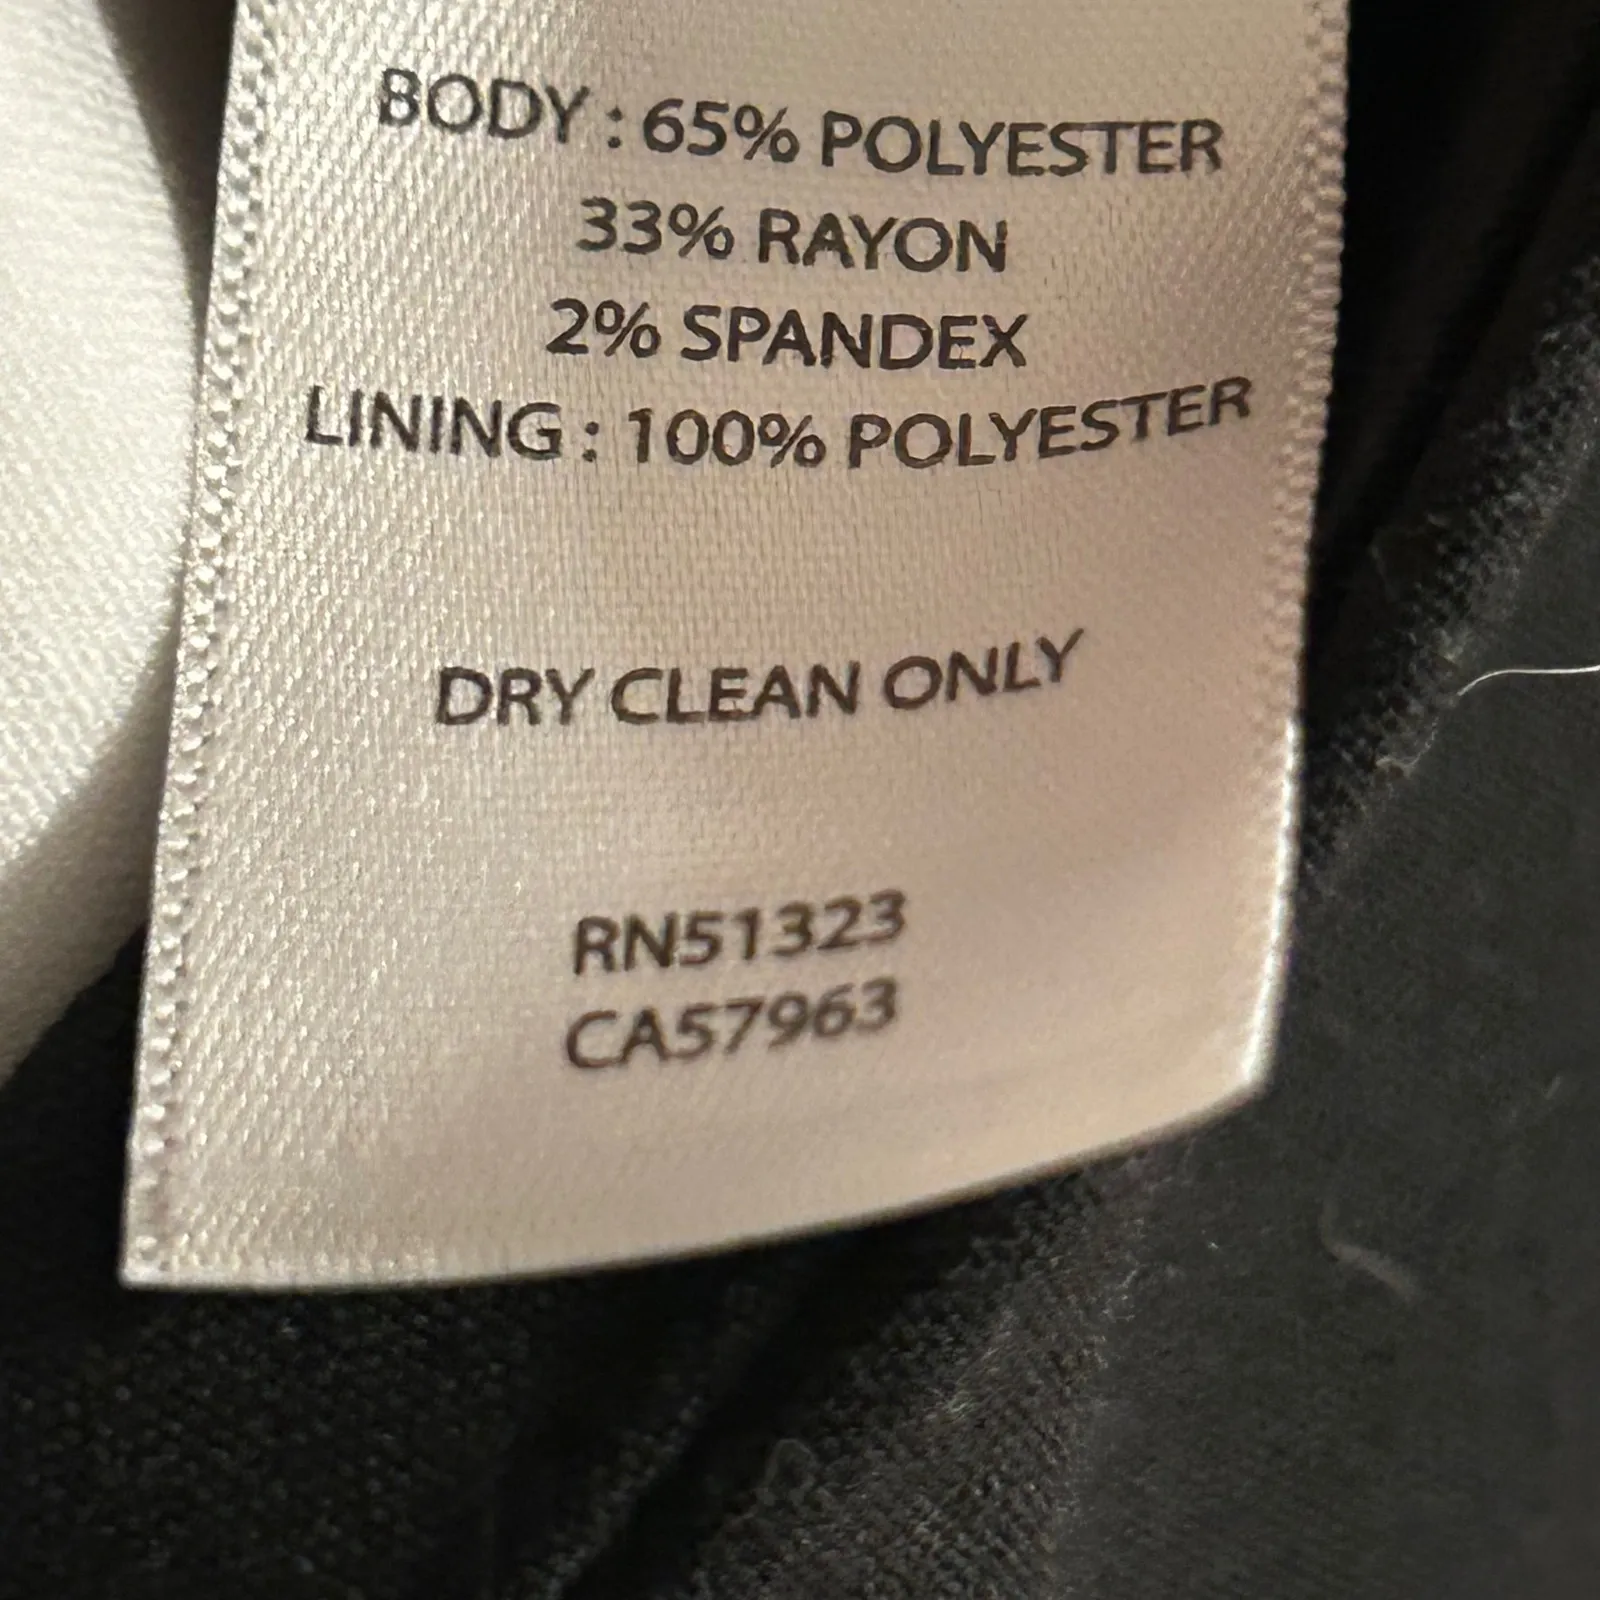 BODY : 65% POLYESTER
33% RAYON
2% SPANDEX
LINING : 100% POLYESTER
DRY CLEAN ONLY
RN51323
CA57963